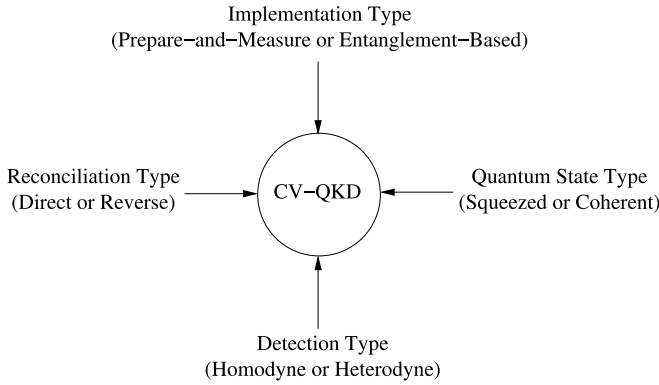 Implementation Type
(Prepare−and−Measure or Entanglement−Based)
Reconciliation Type
(Direct or Reverse)
CV−QKD
Quantum State Type
(Squeezed or Coherent)
Detection Type
(Homodyne or Heterodyne)